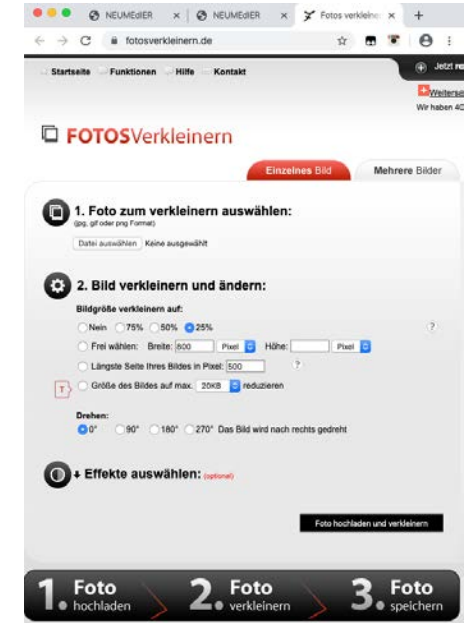 NEUMEdIER
NEUMEdIER
Fotos verkleine
fotosverkleinern.de
Startseite Funktionen Hilfe Kontakt
Jetzt re
Weitersa
Wir haben 40
FOTOSVerkleinern
Einzelnes Bild Mehrere Bilder
1. Foto zum verkleinern auswählen:
(jpg, gif oder png Format)
Datei auswählen Keine ausgewählt
2. Bild verkleinern und ändern:
Bildgröße verkleinern auf:
Nein 75% 50% 25% ?
Frei wählen: Breite: 800 Pixel Höhe: Pixel
Längste Seite Ihres Bildes in Pixel: 500 ?
T Größe des Bildes auf max. 20KB reduzieren
Drehen:
0° 90° 180° 270° Das Bild wird nach rechts gedreht
Effekte auswählen: (optional)
Foto hochladen und verkleinern
1. Foto hochladen
2. Foto verkleinern
3. Foto speichern